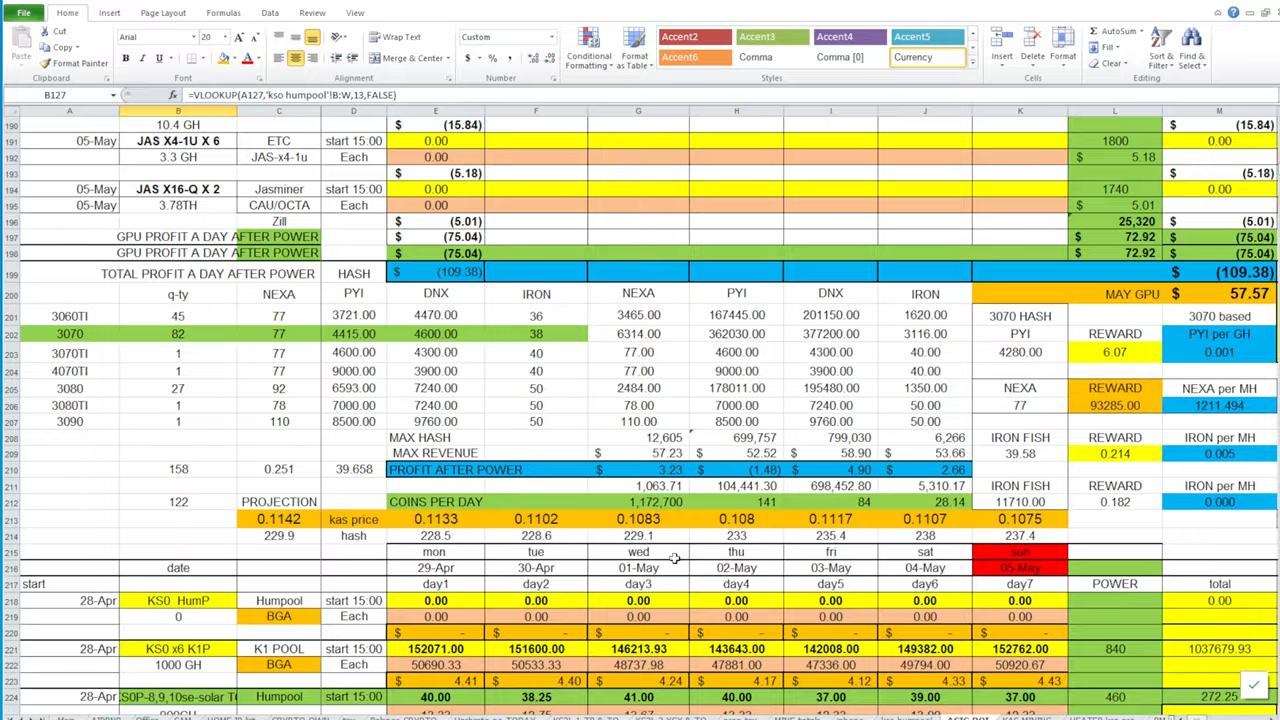 File Home Insert Page Layout Formulas Data Review View
Cut Arial 20 Wrap Text Custom Accent2 Accent3 Accent4 Accent5 AutoSum
Copy Fill
Paste Format Painter Merge & Center Conditional Formatting Format as Table Accent6 Comma Comma [0] Currency Insert Delete Format Clear Sort & Filter Find & Select
Clipboard Font Alignment Number Styles Cells Editing
B127 fx =VLOOKUP(A127,'kso humpool'!B:W,13,FALSE)
A B C D E F G H I J K L M
190 10.4 GH $ (15.84) $ (15.84)
191 05-May JAS X4-1U X 6 ETC start 15:00 0.00 1800 0.00
192 3.3 GH JAS-x4-1u Each 0.00 $ 5.18
193 $ (5.18) $ (5.18)
194 05-May JAS X16-Q X 2 Jasminer start 15:00 0.00 1740 0.00
195 05-May 3.78TH CAU/OCTA Each 0.00 $ 5.01
196 Zill $ (5.01) 25,320 $ (5.01)
197 GPU PROFIT A DAY AFTER POWER $ (75.04) $ 72.92 $ (75.04)
198 GPU PROFIT A DAY AFTER POWER $ (75.04) $ 72.92 $ (75.04)
199 TOTAL PROFIT A DAY AFTER POWER HASH $ (109.38) $ (109.38)
200 q-ty NEXA PYI DNX IRON NEXA PYI DNX IRON MAY GPU $ 57.57
201 3060TI 45 77 3721.00 4470.00 36 3465.00 167445.00 201150.00 1620.00 3070 HASH 3070 based
202 3070 82 77 4415.00 4600.00 38 6314.00 362030.00 377200.00 3116.00 PYI REWARD PYI per GH
203 3070TI 1 77 4600.00 4300.00 40 77.00 4600.00 4300.00 40.00 4280.00 6.07 0.001
204 4070TI 1 77 9000.00 3900.00 40 77.00 9000.00 3900.00 40.00
205 3080 27 92 6593.00 7240.00 50 2484.00 178011.00 195480.00 1350.00 NEXA REWARD NEXA per MH
206 3080TI 1 78 7000.00 7240.00 50 78.00 7000.00 7240.00 50.00 77 93285.00 1211.494
207 3090 1 110 8500.00 9760.00 50 110.00 8500.00 9760.00 50.00
208 MAX HASH 12,605 699,757 799,030 6,266 IRON FISH REWARD IRON per MH
209 MAX REVENUE $ 57.23 $ 52.52 $ 58.90 $ 53.66 39.58 0.214 0.005
210 158 0.251 39.658 PROFIT AFTER POWER $ 3.23 $ (1.48) $ 4.90 $ 2.66
211 1,063.71 104,441.30 698,452.80 5,310.17 IRON FISH REWARD IRON per MH
212 122 PROJECTION COINS PER DAY 1,172,700 141 84 28.14 11710.00 0.182 0.000
213 0.1142 kas price 0.1133 0.1102 0.1083 0.108 0.1117 0.1107 0.1075
214 229.9 hash 228.5 228.6 229.1 233 235.4 238 237.4
215 mon tue wed thu fri sat sun
216 date 29-Apr 30-Apr 01-May 02-May 03-May 04-May 05-May
217 start day1 day2 day3 day4 day5 day6 day7 POWER total
218 28-Apr KS0 HumP Humpool start 15:00 0.00 0.00 0.00 0.00 0.00 0.00 0.00 0.00
219 0 BGA Each 0.00 0.00 0.00 0.00 0.00 0.00 0.00
220 $ - $ - $ - $ - $ - $ - $ -
221 28-Apr KS0 x6 K1P K1 POOL start 15:00 152071.00 151600.00 146213.93 143643.00 142008.00 149382.00 152762.00 840 1037679.93
222 1000 GH BGA Each 50690.33 50533.33 48737.98 47881.00 47336.00 49794.00 50920.67
223 $ 4.41 $ 4.40 $ 4.24 $ 4.17 $ 4.12 $ 4.33 $ 4.43
224 28-Apr Humpool start 15:00 40.00 38.25 41.00 40.00 37.00 39.00 37.00 460 272.25